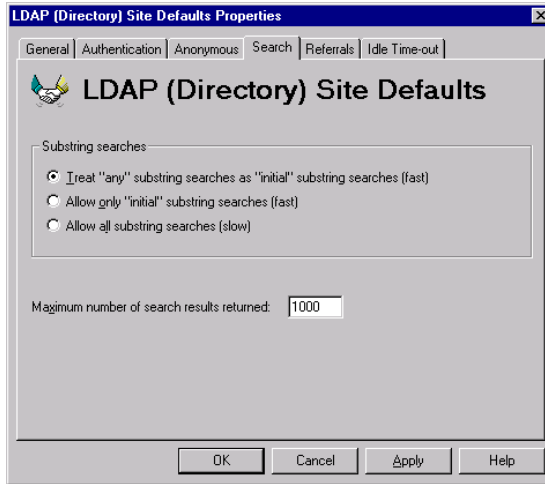 LDAP (Directory) Site Defaults Properties
General Authentication Anonymous Search Referrals Idle Time-out
LDAP (Directory) Site Defaults
Substring searches
Treat "any" substring searches as "initial" substring searches (fast)
Allow only "initial" substring searches (fast)
Allow all substring searches (slow)
Maximum number of search results returned: 1000
OK Cancel Apply Help